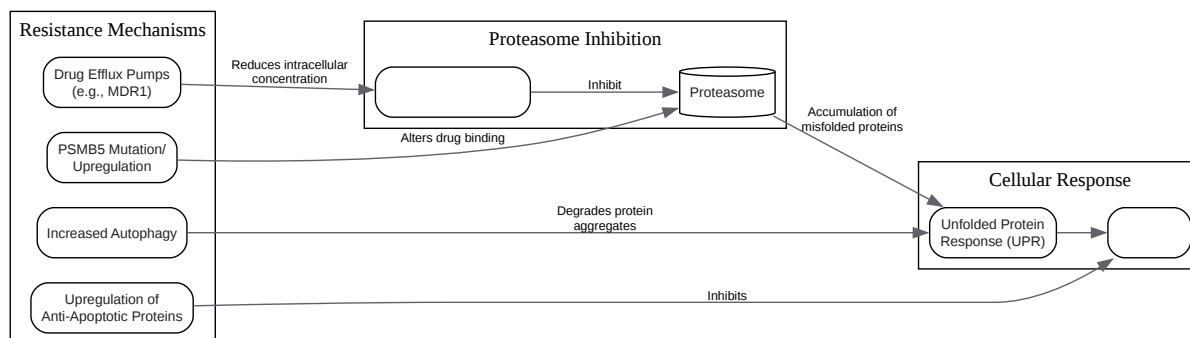 Resistance Mechanisms
Drug Efflux Pumps
(e.g., MDR1)
PSMB5 Mutation/
Upregulation
Increased Autophagy
Upregulation of
Anti-Apoptotic Proteins
Reduces intracellular
concentration
Proteasome Inhibition
Inhibit
Proteasome
Alters drug binding
Accumulation of
misfolded proteins
Degrades protein
aggregates
Cellular Response
Unfolded Protein
Response (UPR)
Inhibits